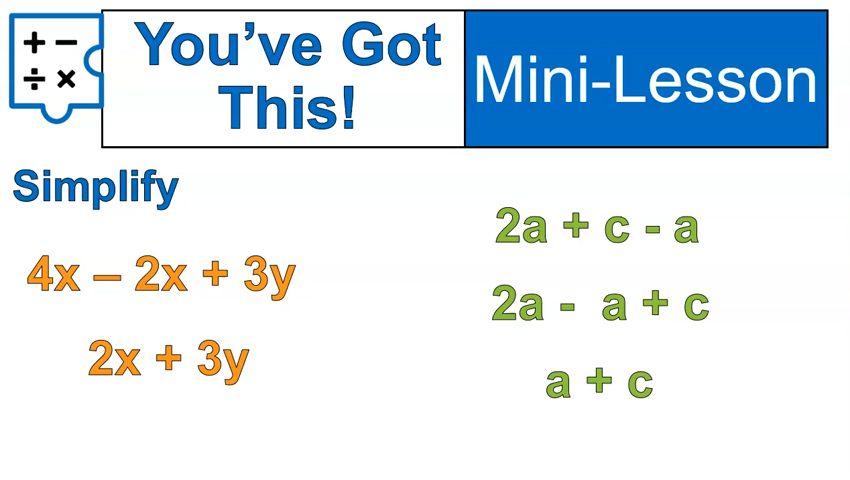 + −
÷ ×
You’ve Got
This!
Mini-Lesson
Simplify
4x – 2x + 3y
2x + 3y
2a + c - a
2a - a + c
a + c